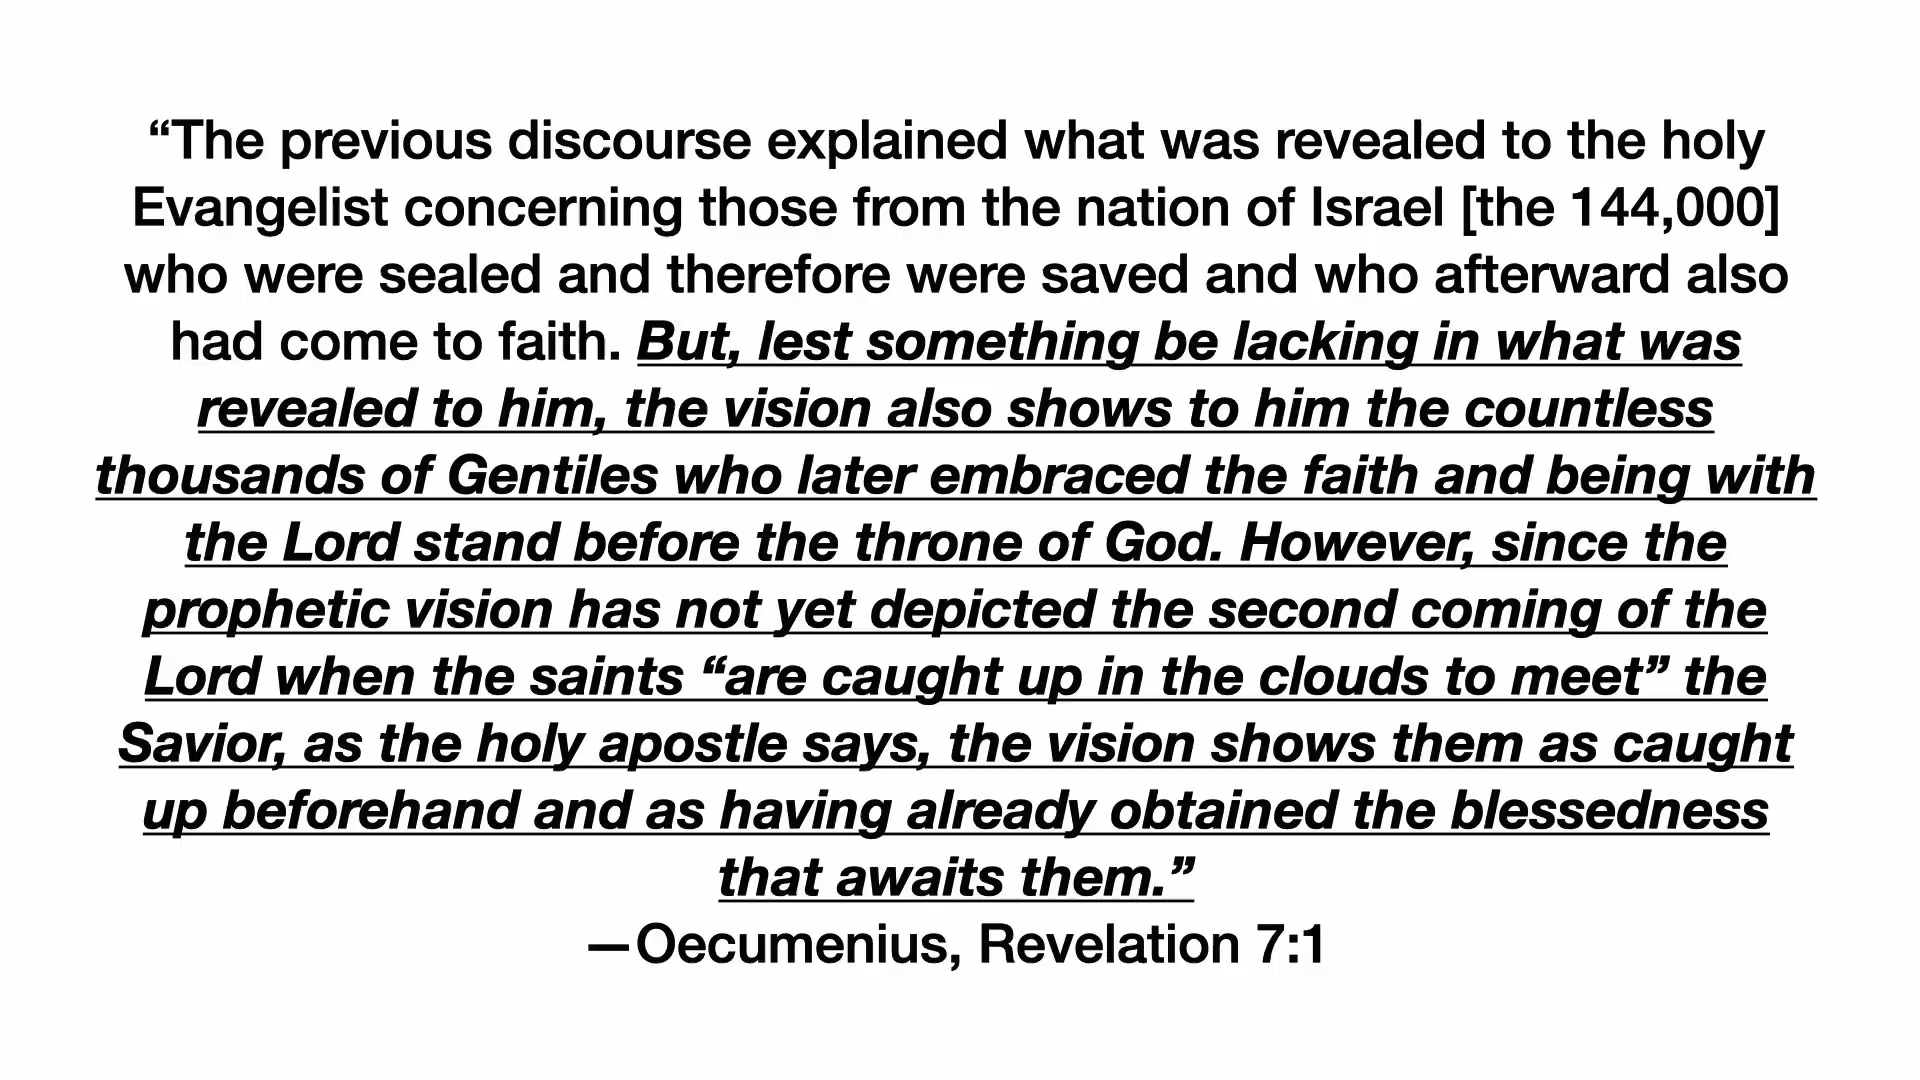 “The previous discourse explained what was revealed to the holy
Evangelist concerning those from the nation of Israel [the 144,000]
who were sealed and therefore were saved and who afterward also
had come to faith. But, lest something be lacking in what was
revealed to him, the vision also shows to him the countless
thousands of Gentiles who later embraced the faith and being with
the Lord stand before the throne of God. However, since the
prophetic vision has not yet depicted the second coming of the
Lord when the saints “are caught up in the clouds to meet” the
Savior, as the holy apostle says, the vision shows them as caught
up beforehand and as having already obtained the blessedness
that awaits them.”
—Oecumenius, Revelation 7:1